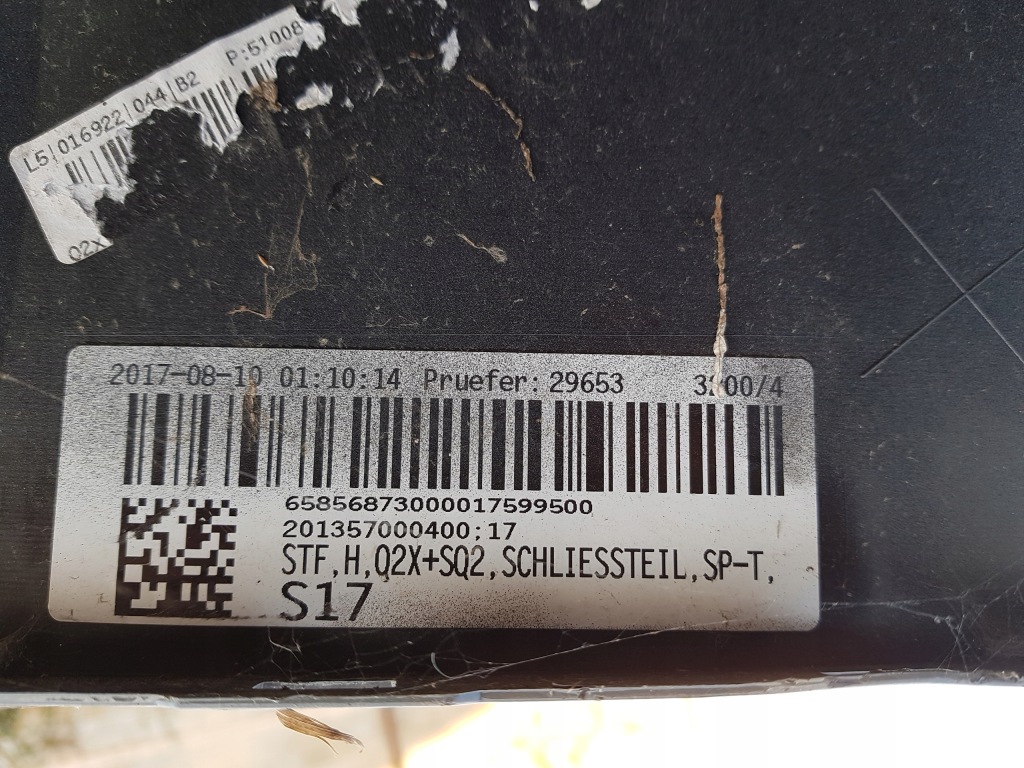 L5|016922|044|B2 P:51008
Q2X
2017-08-10 01:10:14 Pruefer: 29653
65856873000017599500
201357000400;17
STF,H,Q2X+SQ2,SCHLIESSTEIL,SP-T,
S17